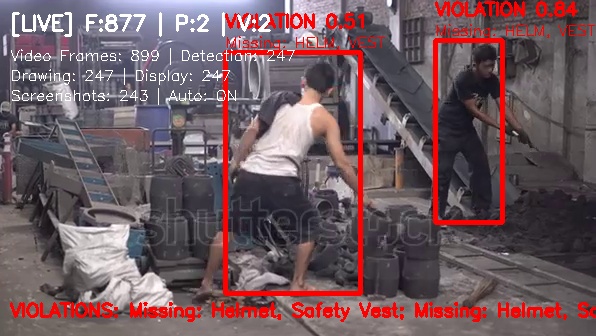 [LIVE] F:877 | P:2 | V:2
VIOLATION 0.51
VIOLATION 0.84
Missing: HELM, VEST
Missing: HELM, VEST
Video Frames: 899 | Detection: 247
Drawing: 247 | Display: 247
Screenshots: 243 | Auto: ON
shutterstock
VIOLATIONS: Missing: Helmet, Safety Vest; Missing: Helmet, Sa